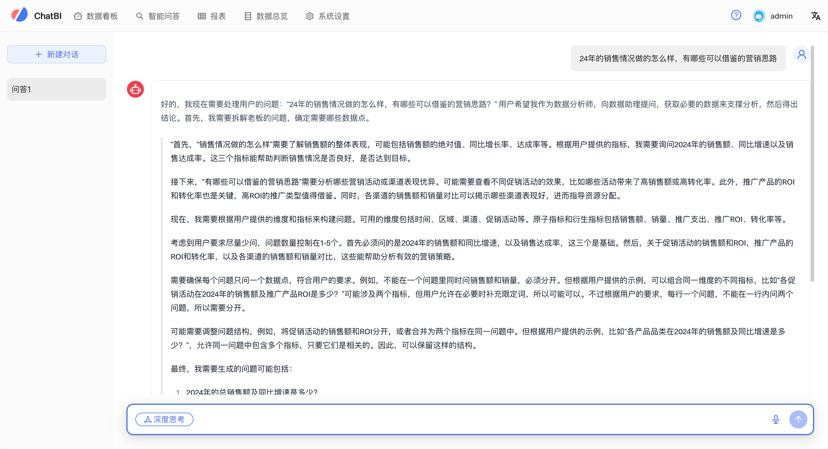 ChatBI
数据看板
智能问答
报表
数据总览
系统设置
admin
+ 新建对话
问答1
24年的销售情况做的怎么样，有哪些可以借鉴的营销思路
好的，我现在需要处理用户的问题：“24年的销售情况做的怎么样，有哪些可以借鉴的营销思路？” 用户希望我作为数据分析师，向数据助理提问，获取必要的数据来支撑分析，然后得出
结论。首先，我需要拆解老板的问题，确定需要哪些数据点。
“首先，“销售情况做的怎么样”需要了解销售额的整体表现，可能包括销售额的绝对值、同比增长率、达成率等。根据用户提供的指标，我需要询问2024年的销售额、同比增速以及销
售达成率。这三个指标能帮助判断销售情况是否良好，是否达到目标。
接下来，“有哪些可以借鉴的营销思路”需要分析哪些营销活动或渠道表现优异。可能需要查看不同促销活动的效果，比如哪些活动带来了高销售额或高转化率。此外，推广产品的ROI
和转化率也是关键，高ROI的推广类型值得借鉴。同时，各渠道的销售额和销量对比可以揭示哪些渠道表现好，进而指导资源分配。
现在，我需要根据用户提供的维度和指标来构建问题。可用的维度包括时间、区域、渠道、促销活动等。原子指标和衍生指标包括销售额、销量、推广支出、推广ROI、转化率等。
考虑到用户要求尽量少问，问题数量控制在1-5个。首先必须问的是2024年的销售额和同比增速，以及销售达成率，这三个是基础。然后，关于促销活动的销售额和ROI，推广产品的
ROI和转化率，以及各渠道的销售额和销量对比，这些能帮助分析有效的营销策略。
需要确保每个问题只问一个数据点，符合用户的要求。例如，不能在一个问题里同时问销售额和销量，必须分开。但根据用户提供的示例，可以组合同一维度的不同指标，比如“各促
销活动在2024年的销售额及推广产品ROI是多少？”可能涉及两个指标，但用户允许在必要时补充限定词，所以可能可以。不过根据用户的要求，每行一个问题，不能在一行内问两个
问题，所以需要分开。
可能需要调整问题结构，例如，将促销活动的销售额和ROI分开，或者合并为两个指标在同一问题中。但根据用户提供的示例，比如“各产品品类在2024年的销售额及同比增速是多
少？”，允许同一问题中包含多个指标，只要它们是相关的。因此，可以保留这样的结构。
最终，我需要生成的问题可能包括：
1. 2024年的总销售额及同比增速是多少？
深度思考